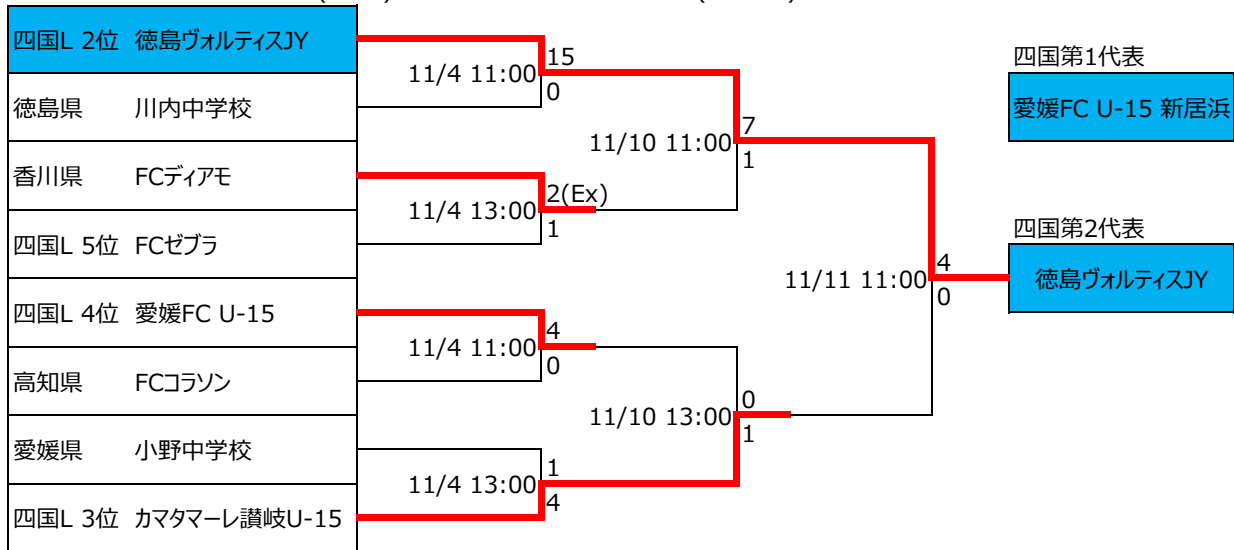 四国L 2位 徳島ヴォルティスJY
徳島県 川内中学校
香川県 FCディアモ
四国L 5位 FCゼブラ
四国L 4位 愛媛FC U-15
高知県 FCコラソン
愛媛県 小野中学校
四国L 3位 カマタマーレ讃岐U-15
11/4 11:00
15
0
11/4 13:00
2(Ex)
1
11/4 11:00
4
0
11/4 13:00
1
4
11/10 11:00
7
1
11/10 13:00
0
1
11/11 11:00
4
0
四国第1代表
愛媛FC U-15 新居浜
四国第2代表
徳島ヴォルティスJY